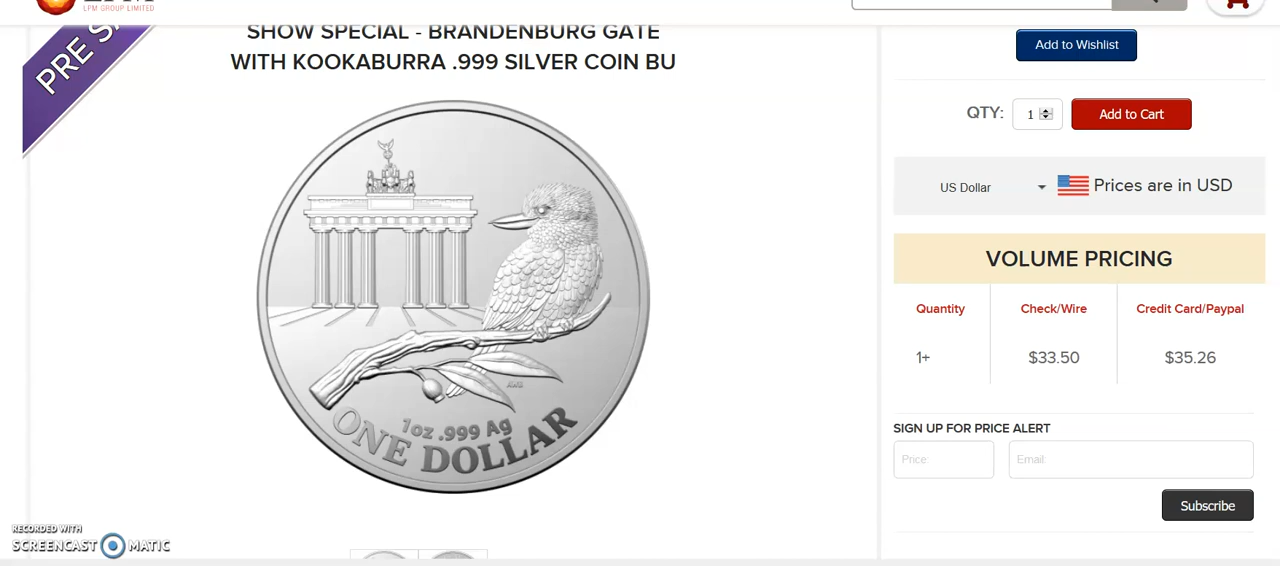 LPM GROUP LIMITED
PRE S
SHOW SPECIAL - BRANDENBURG GATE
WITH KOOKABURRA .999 SILVER COIN BU
1oz .999 Ag
ONE DOLLAR
Add to Wishlist
QTY:
1
Add to Cart
US Dollar
Prices are in USD
VOLUME PRICING
Quantity
Check/Wire
Credit Card/Paypal
1+
$33.50
$35.26
SIGN UP FOR PRICE ALERT
Price:
Email:
Subscribe
RECORDED WITH
SCREENCAST MATIC